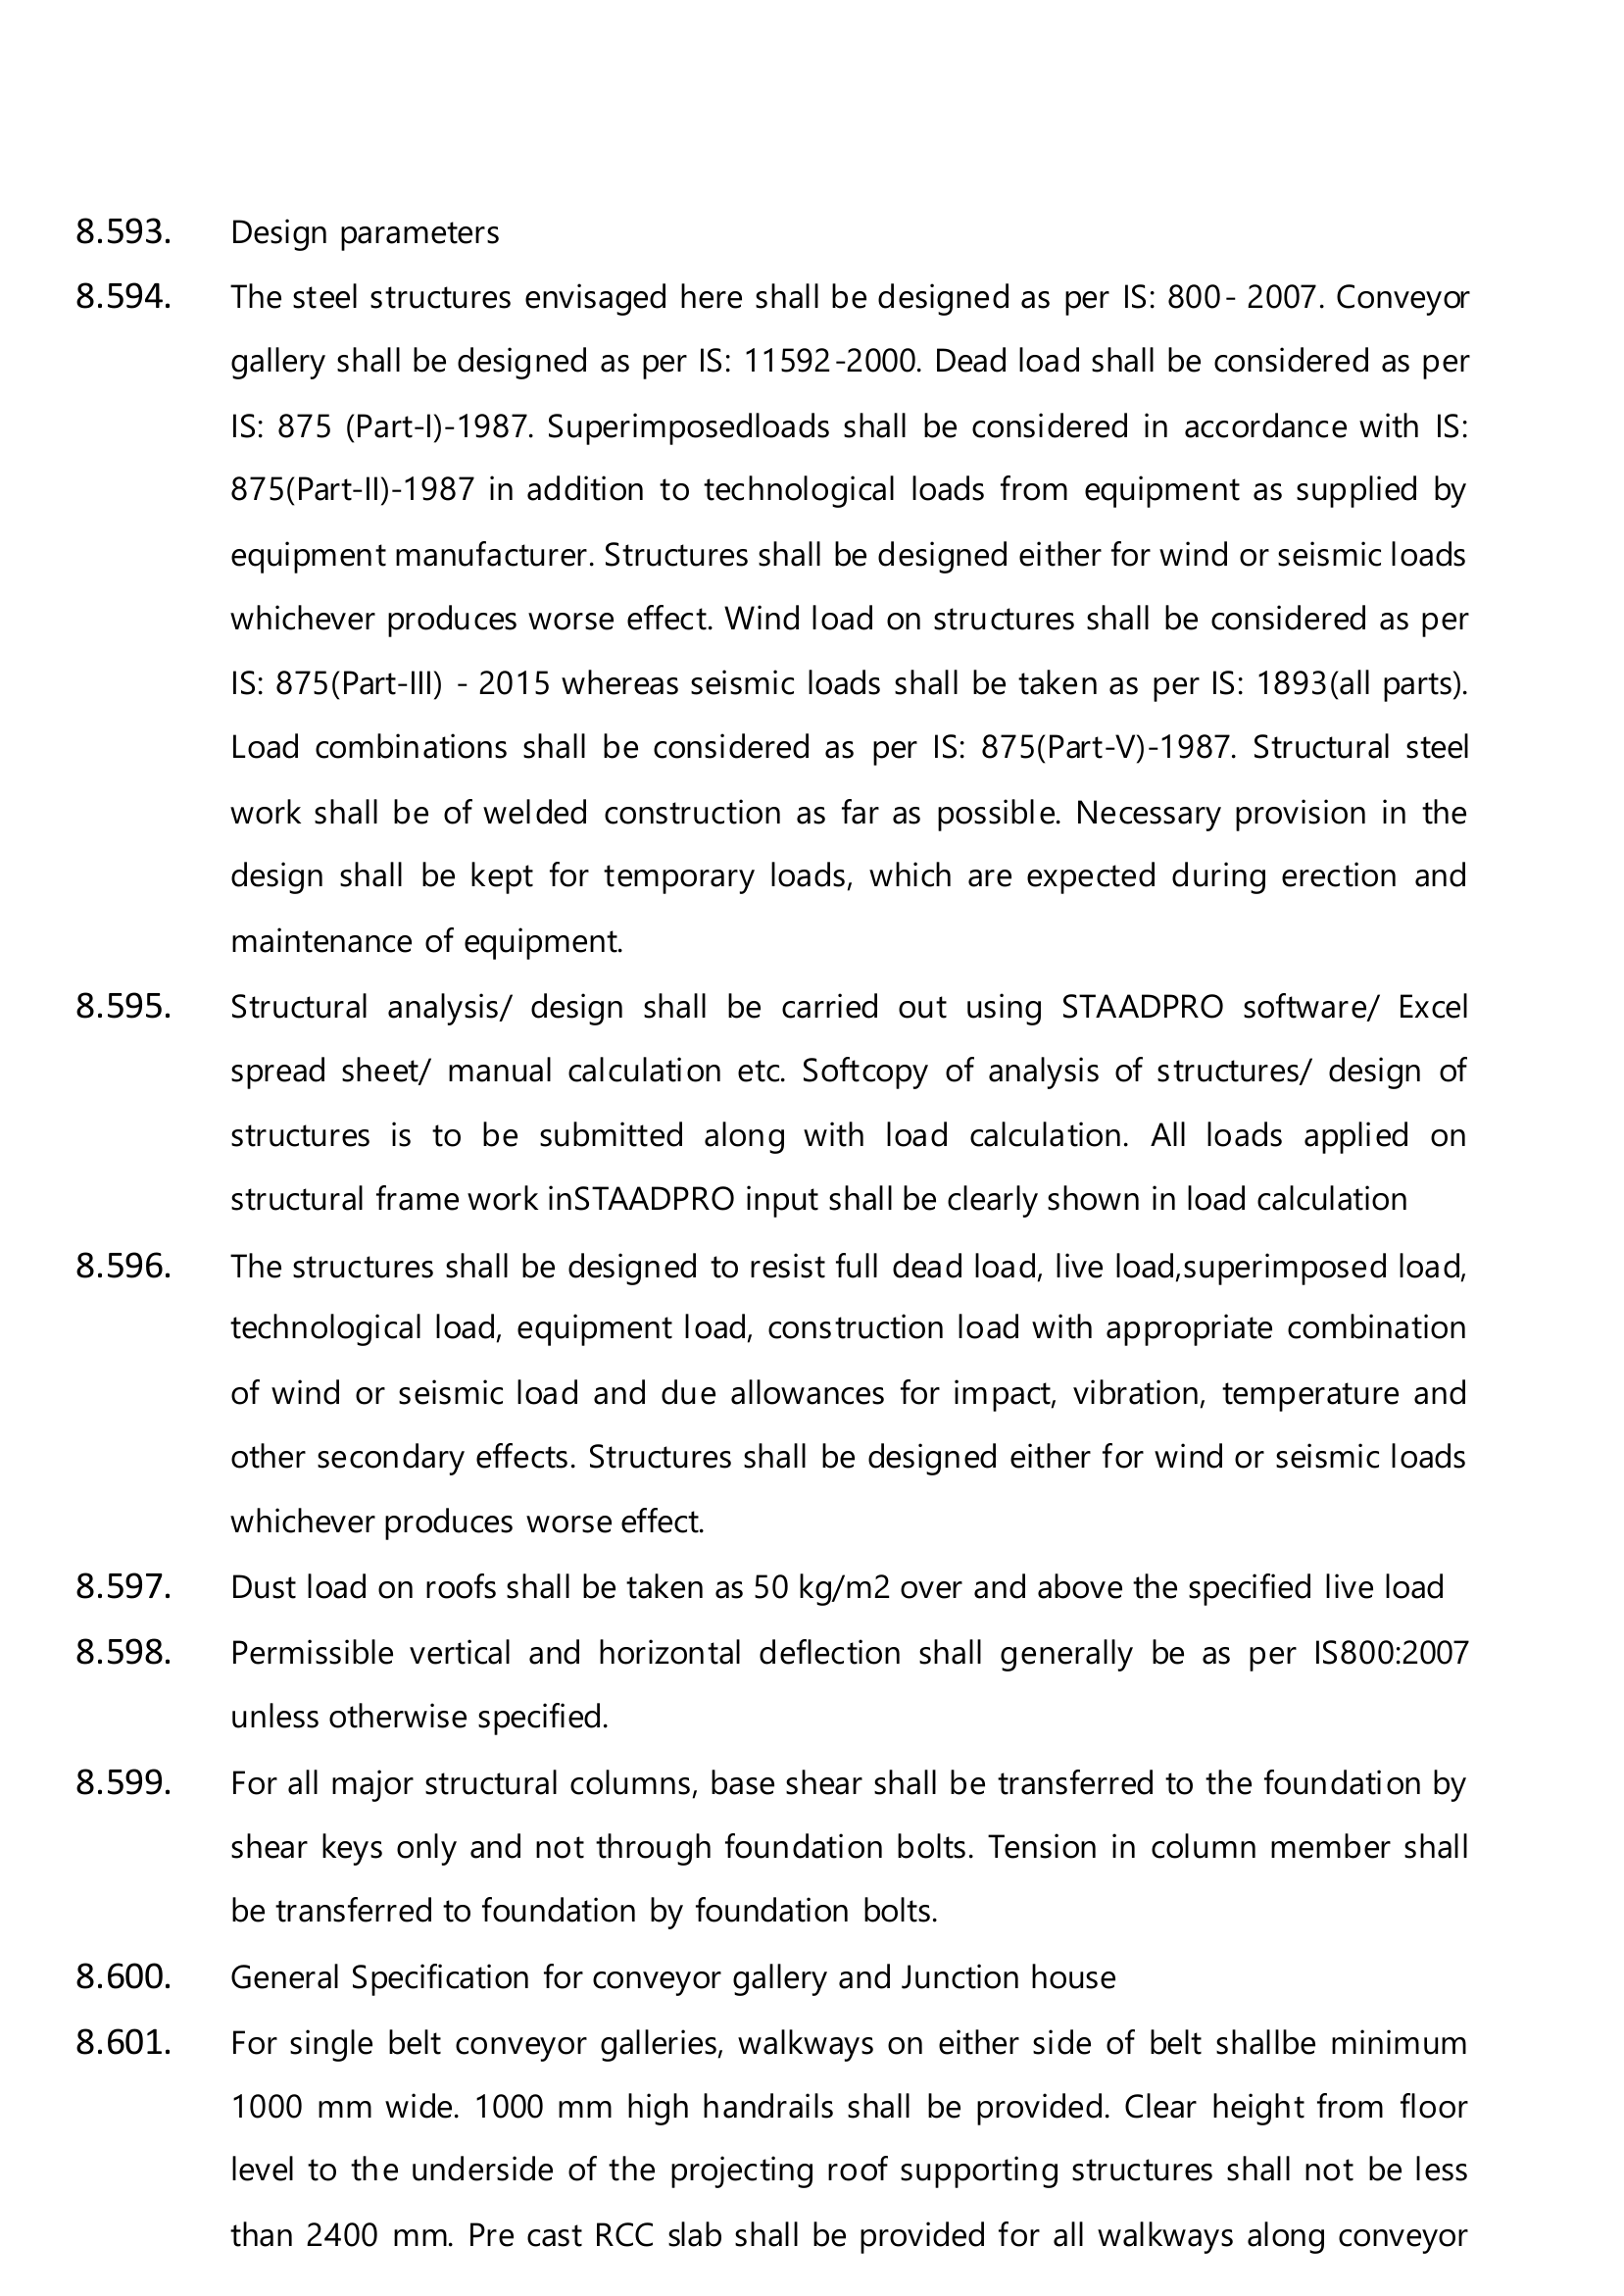 8.593. Design parameters
8.594. The steel structures envisaged here shall be designed as per IS: 800- 2007. Conveyor
gallery shall be designed as per IS: 11592-2000. Dead load shall be considered as per
IS: 875 (Part-I)-1987. Superimposedloads shall be considered in accordance with IS:
875(Part-II)-1987 in addition to technological loads from equipment as supplied by
equipment manufacturer. Structures shall be designed either for wind or seismic loads
whichever produces worse effect. Wind load on structures shall be considered as per
IS: 875(Part-III) - 2015 whereas seismic loads shall be taken as per IS: 1893(all parts).
Load combinations shall be considered as per IS: 875(Part-V)-1987. Structural steel
work shall be of welded construction as far as possible. Necessary provision in the
design shall be kept for temporary loads, which are expected during erection and
maintenance of equipment.
8.595. Structural analysis/ design shall be carried out using STAADPRO software/ Excel
spread sheet/ manual calculation etc. Softcopy of analysis of structures/ design of
structures is to be submitted along with load calculation. All loads applied on
structural frame work inSTAADPRO input shall be clearly shown in load calculation
8.596. The structures shall be designed to resist full dead load, live load,superimposed load,
technological load, equipment load, construction load with appropriate combination
of wind or seismic load and due allowances for impact, vibration, temperature and
other secondary effects. Structures shall be designed either for wind or seismic loads
whichever produces worse effect.
8.597. Dust load on roofs shall be taken as 50 kg/m2 over and above the specified live load
8.598. Permissible vertical and horizontal deflection shall generally be as per IS800:2007
unless otherwise specified.
8.599. For all major structural columns, base shear shall be transferred to the foundation by
shear keys only and not through foundation bolts. Tension in column member shall
be transferred to foundation by foundation bolts.
8.600. General Specification for conveyor gallery and Junction house
8.601. For single belt conveyor galleries, walkways on either side of belt shallbe minimum
1000 mm wide. 1000 mm high handrails shall be provided. Clear height from floor
level to the underside of the projecting roof supporting structures shall not be less
than 2400 mm. Pre cast RCC slab shall be provided for all walkways along conveyor